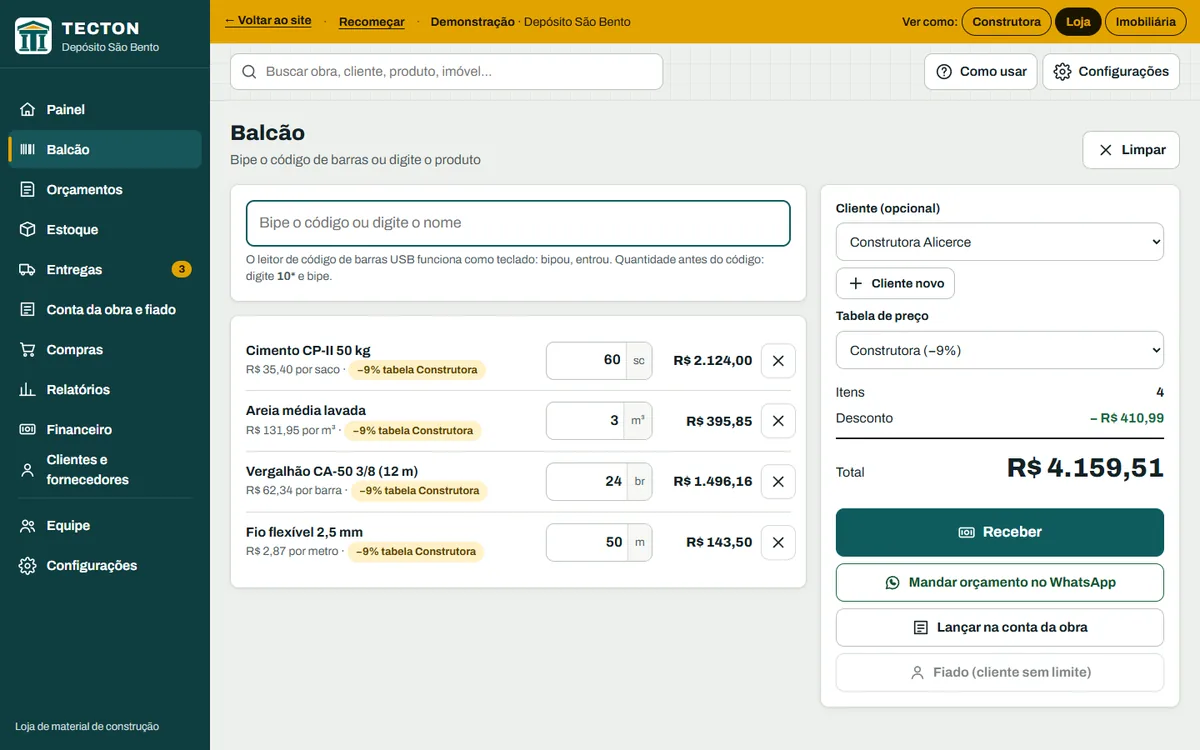 TECTON
Depósito São Bento
← Voltar ao site · Recomeçar · Demonstração · Depósito São Bento
Ver como: Construtora Loja Imobiliária
Buscar obra, cliente, produto, imóvel...
Como usar
Configurações
Painel
Balcão
Orçamentos
Estoque
Entregas 3
Conta da obra e fiado
Compras
Relatórios
Financeiro
Clientes e
fornecedores
Equipe
Configurações
Loja de material de construção
Balcão
Bipe o código de barras ou digite o produto
Limpar
Bipe o código ou digite o nome
O leitor de código de barras USB funciona como teclado: bipou, entrou. Quantidade antes do código:
digite 10* e bipe.
Cimento CP-II 50 kg
R$ 35,40 por saco · −9% tabela Construtora
60 sc R$ 2.124,00
Areia média lavada
R$ 131,95 por m³ · −9% tabela Construtora
3 m³ R$ 395,85
Vergalhão CA-50 3/8 (12 m)
R$ 62,34 por barra · −9% tabela Construtora
24 br R$ 1.496,16
Fio flexível 2,5 mm
R$ 2,87 por metro · −9% tabela Construtora
50 m R$ 143,50
Cliente (opcional)
Construtora Alicerce
Cliente novo
Tabela de preço
Construtora (−9%)
Itens 4
Desconto − R$ 410,99
Total R$ 4.159,51
Receber
Mandar orçamento no WhatsApp
Lançar na conta da obra
Fiado (cliente sem limite)